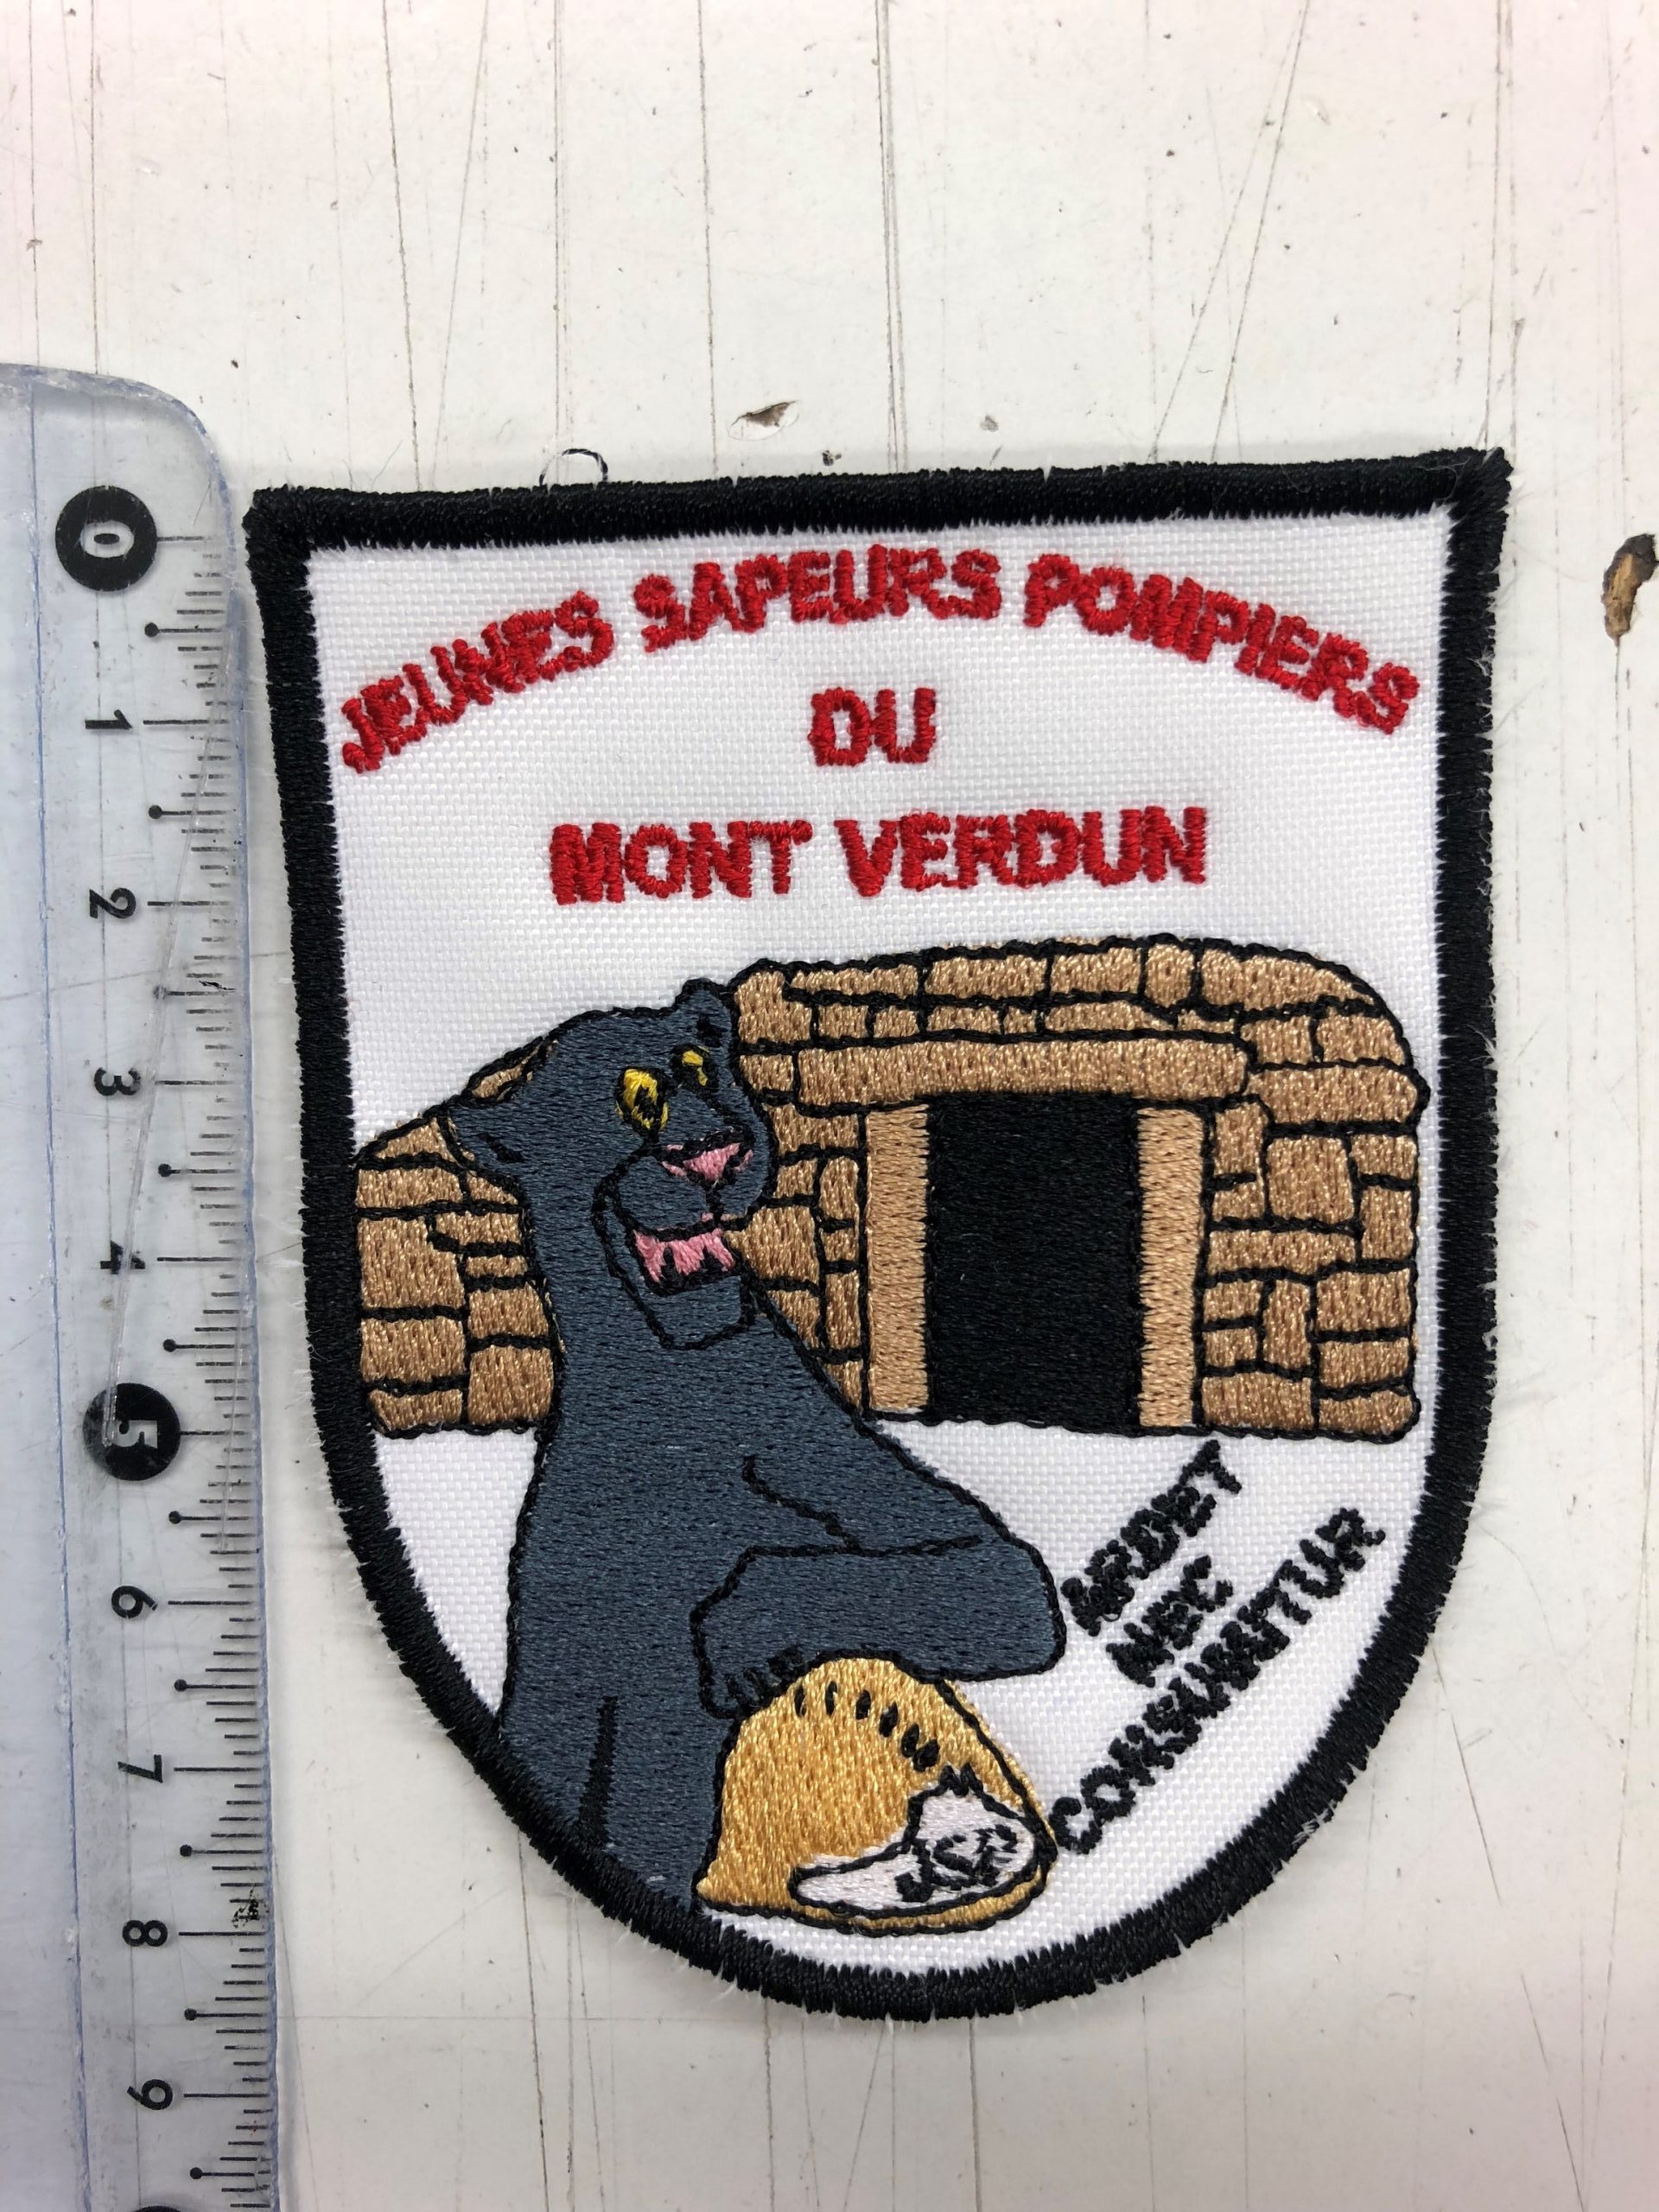 JEUNES SAPEURS POMPIERS
DU
MONT VERDUN
ARDET
NEC
CONSUMITUR
0
1
2
3
4
5
6
7
8
9